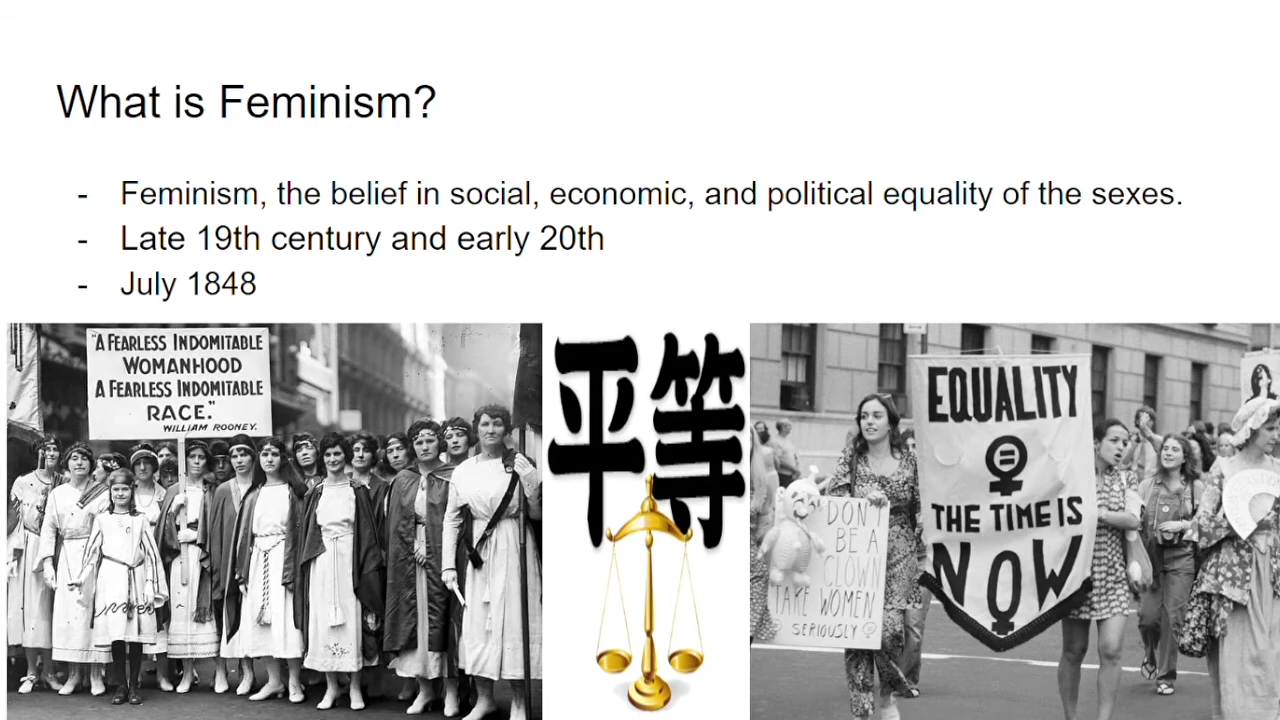 What is Feminism?
- Feminism, the belief in social, economic, and political equality of the sexes.
- Late 19th century and early 20th
- July 1848
"A FEARLESS INDOMITABLE
WOMANHOOD
A FEARLESS INDOMITABLE
RACE."
WILLIAM ROONEY.
平等
DON'T
BE A
CLOWN
TAKE WOMEN
SERIOUSLY
EQUALITY
THE TIME IS
NOW